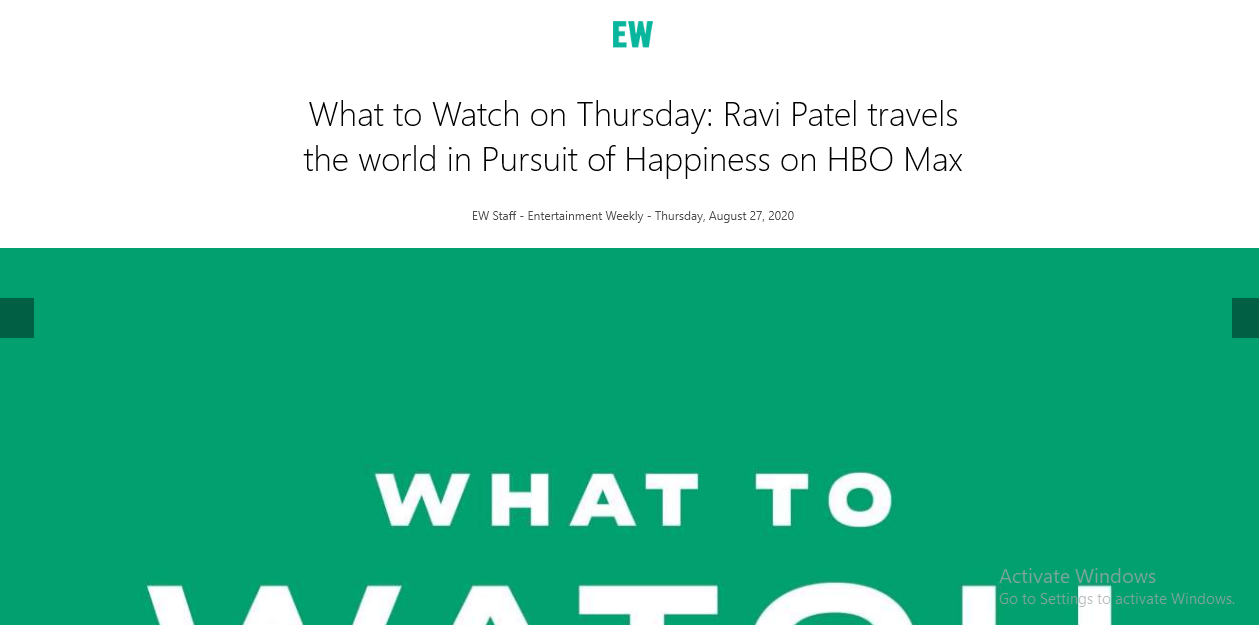 EW
What to Watch on Thursday: Ravi Patel travels
the world in Pursuit of Happiness on HBO Max
EW Staff - Entertainment Weekly - Thursday, August 27, 2020
WHAT TO
WATCH
Activate Windows
Go to Settings to activate Windows.